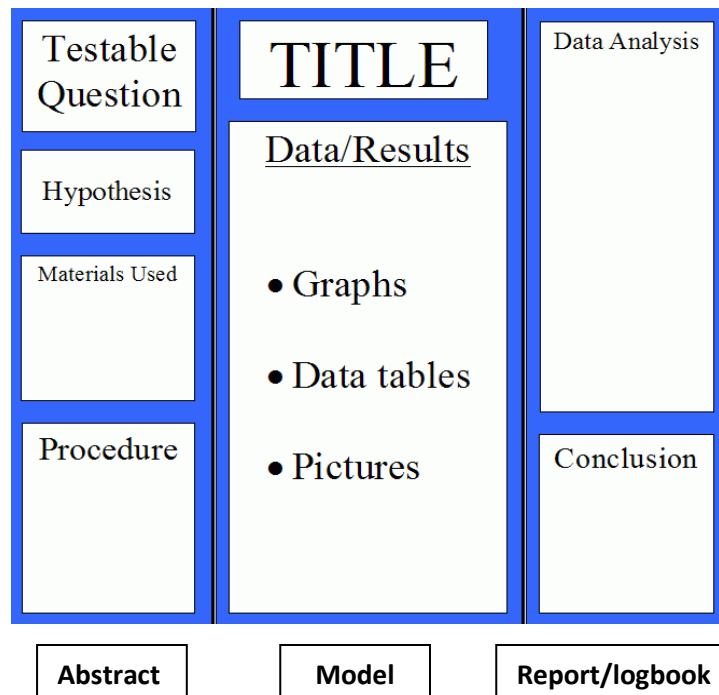 Testable
Question
Hypothesis
Materials Used
Procedure
TITLE
Data/Results
• Graphs
• Data tables
• Pictures
Data Analysis
Conclusion
Abstract
Model
Report/logbook